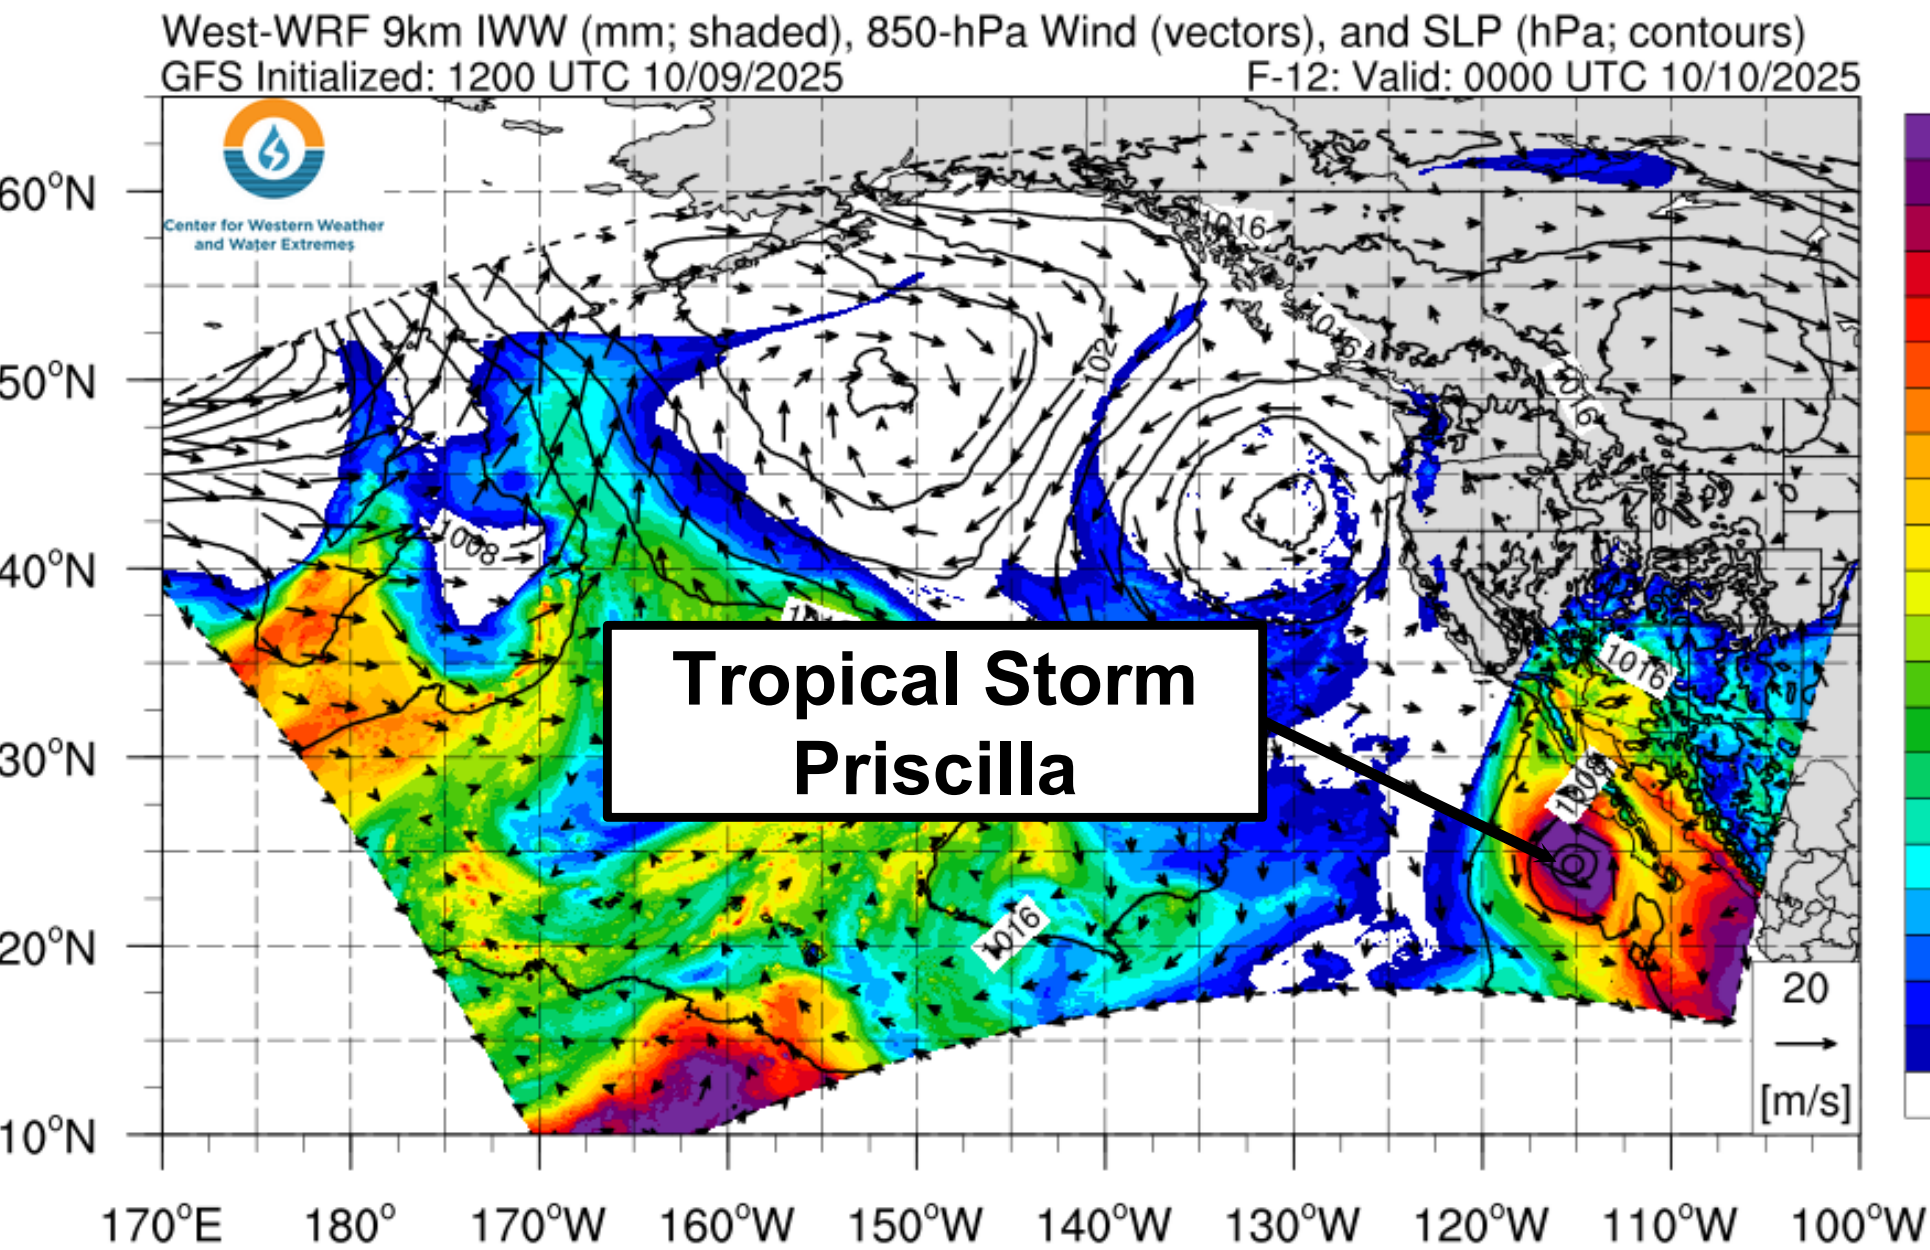 West-WRF 9km IWW (mm; shaded), 850-hPa Wind (vectors), and SLP (hPa; contours)
GFS Initialized: 1200 UTC 10/09/2025
F-12: Valid: 0000 UTC 10/10/2025
Center for Western Weather
and Water Extremes
60°N
50°N
40°N
30°N
20°N
10°N
1016
1016
1016
102
1008
Tropical Storm
Priscilla
1016
1008
1016
20
[m/s]
170°E
180°
170°W
160°W
150°W
140°W
130°W
120°W
110°W
100°W